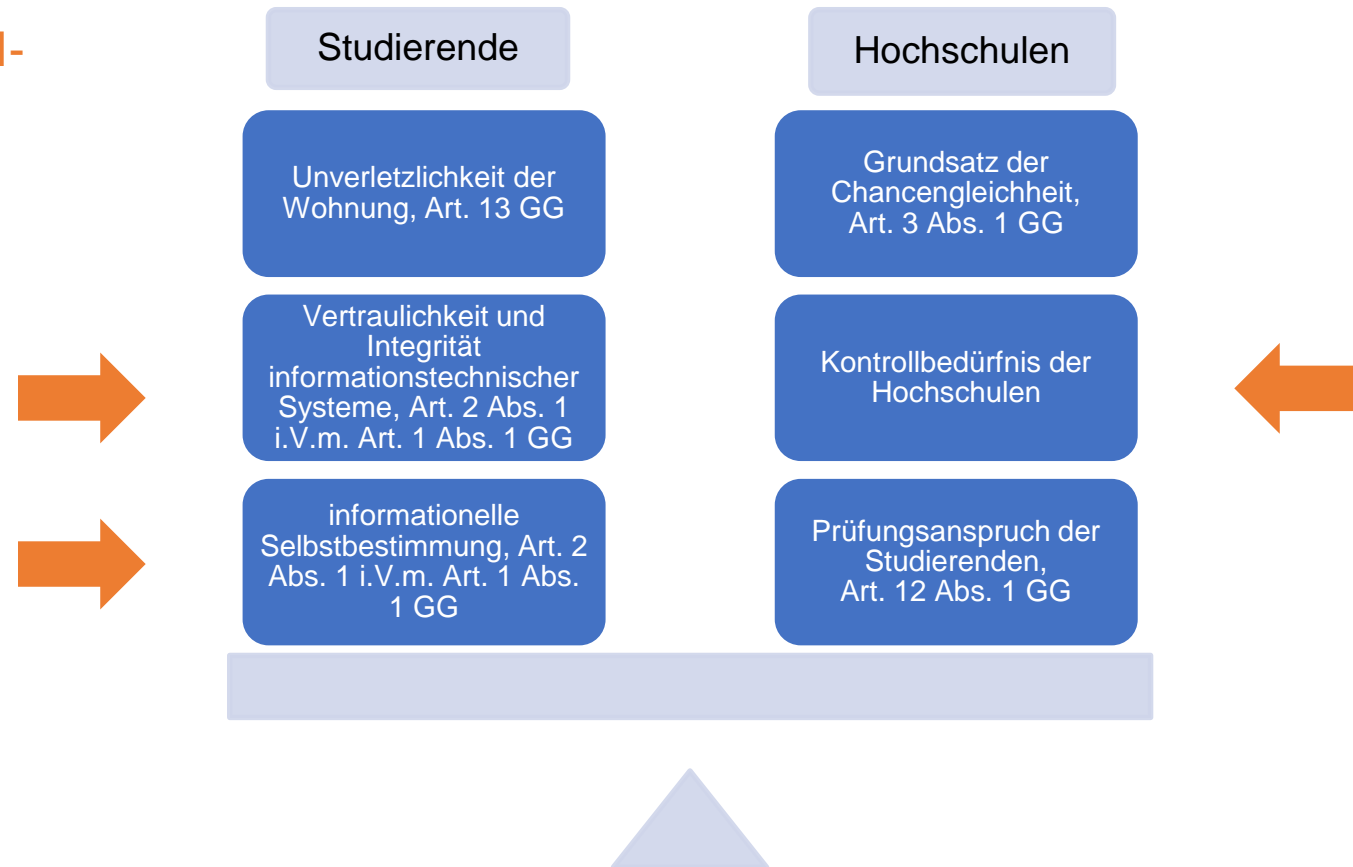 Studierende
Unverletzlichkeit der
Wohnung, Art. 13 GG
Vertraulichkeit und
Integrität
informationstechnischer
Systeme, Art. 2 Abs. 1
i.V.m. Art. 1 Abs. 1 GG
informationelle
Selbstbestimmung, Art. 2
Abs. 1 i.V.m. Art. 1 Abs.
1 GG
Hochschulen
Grundsatz der
Chancengleichheit,
Art. 3 Abs. 1 GG
Kontrollbedürfnis der
Hochschulen
Prüfungsanspruch der
Studierenden,
Art. 12 Abs. 1 GG